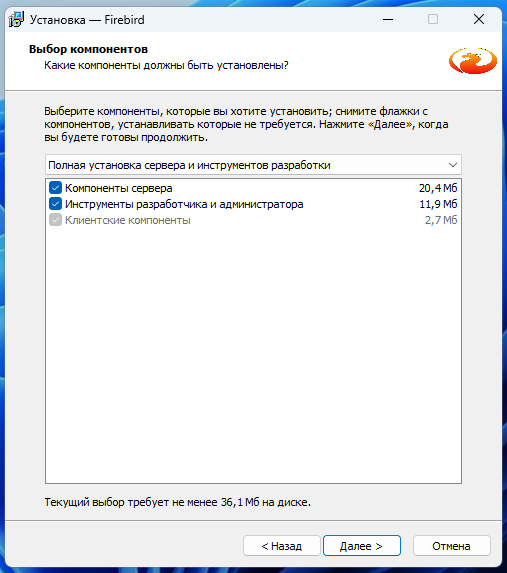 Установка — Firebird
Выбор компонентов
Какие компоненты должны быть установлены?
Выберите компоненты, которые вы хотите установить; снимите флажки с
компонентов, устанавливать которые не требуется. Нажмите «Далее», когда
вы будете готовы продолжить.
Полная установка сервера и инструментов разработки
Компоненты сервера 20,4 Мб
Инструменты разработчика и администратора 11,9 Мб
Клиентские компоненты 2,7 Мб
Текущий выбор требует не менее 36,1 Мб на диске.
< Назад Далее > Отмена